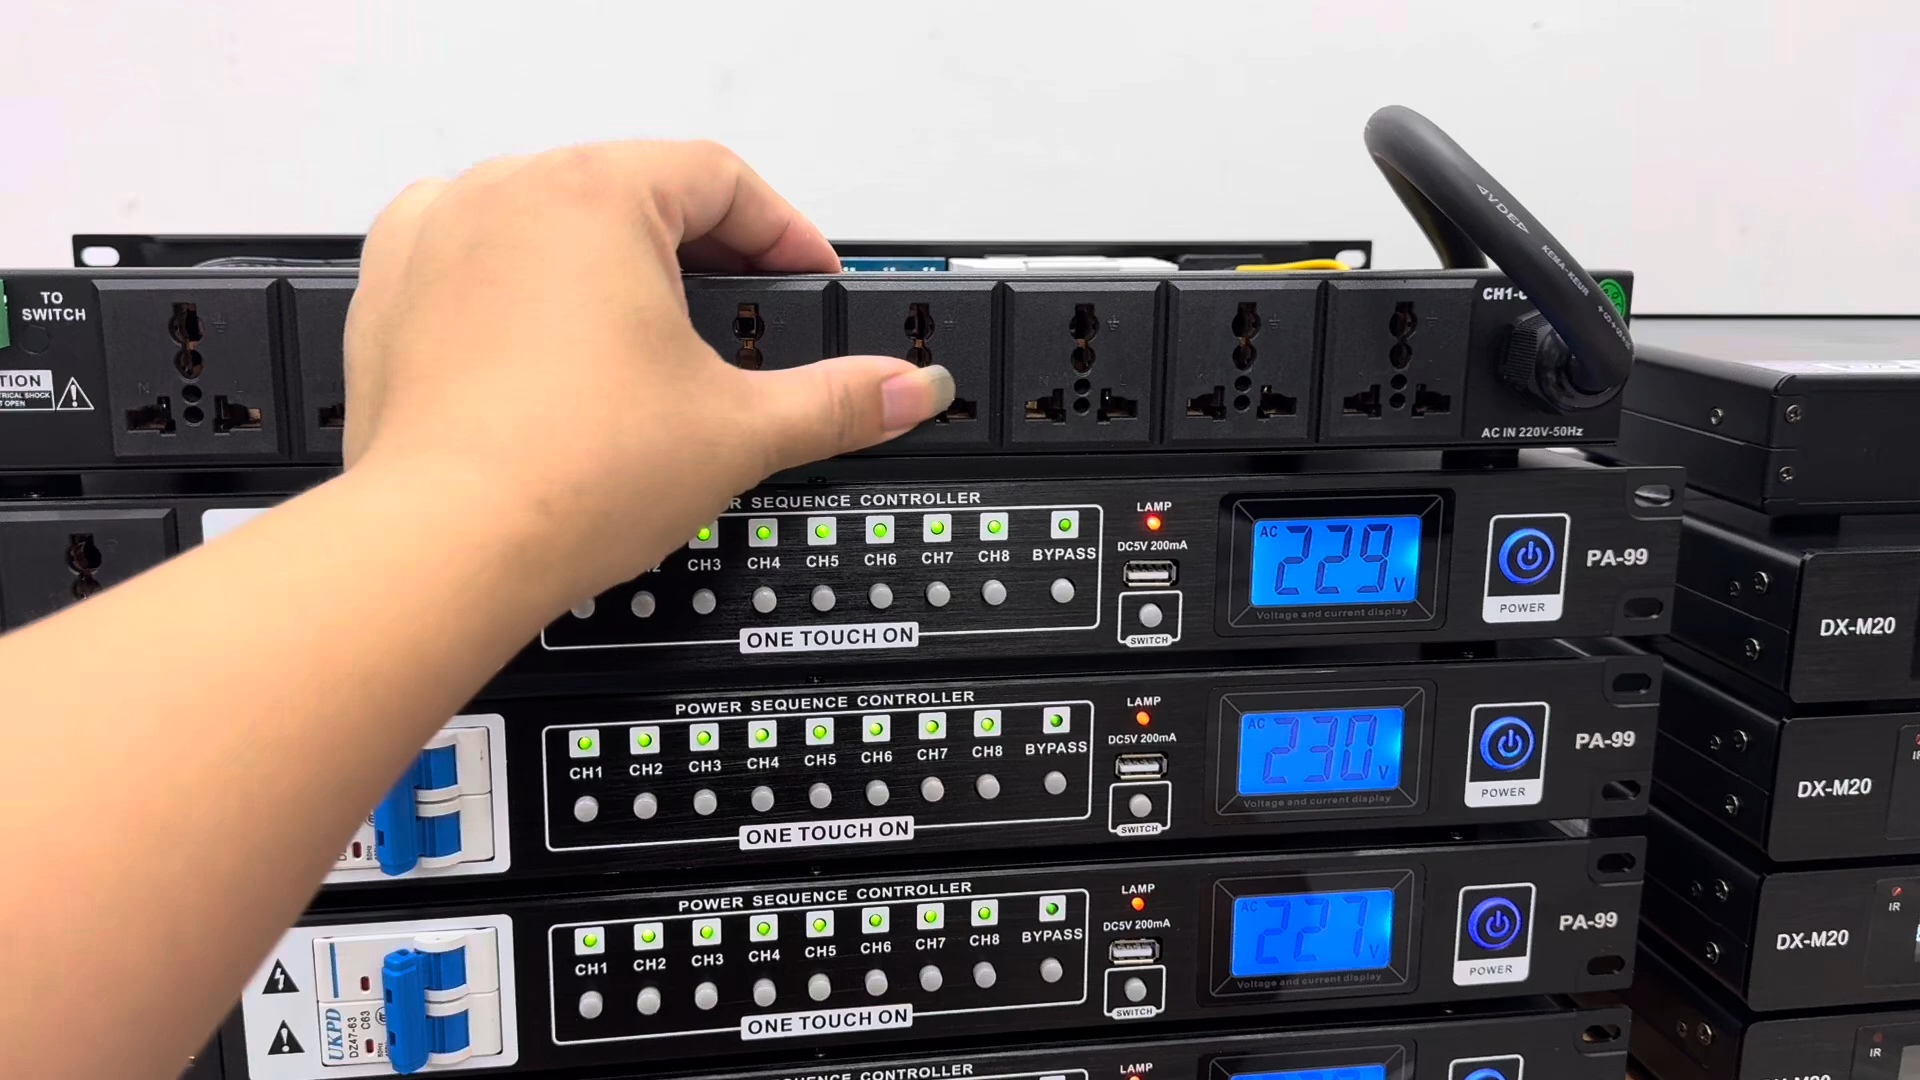 TO
SWITCH
AC IN 220V-50Hz
VDE
KEMA-KEUR
SEQUENCE CONTROLLER
CH3 CH4 CH5 CH6 CH7 CH8 BYPASS
ONE TOUCH ON
LAMP
DC5V 200mA
SWITCH
AC 229 V
Voltage and current display
POWER
PA-99
POWER SEQUENCE CONTROLLER
CH1 CH2 CH3 CH4 CH5 CH6 CH7 CH8 BYPASS
ONE TOUCH ON
LAMP
DC5V 200mA
SWITCH
AC 230 V
Voltage and current display
POWER
PA-99
POWER SEQUENCE CONTROLLER
CH1 CH2 CH3 CH4 CH5 CH6 CH7 CH8 BYPASS
ONE TOUCH ON
LAMP
DC5V 200mA
SWITCH
AC 227 V
Voltage and current display
POWER
PA-99
UKPD
DZ47-63
C63
SEQUENCE CONTROLLER
LAMP
DX-M20
DX-M20
DX-M20
IR
IR